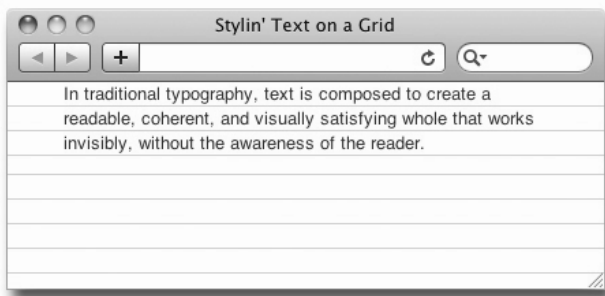 Stylin' Text on a Grid
In traditional typography, text is composed to create a
readable, coherent, and visually satisfying whole that works
invisibly, without the awareness of the reader.